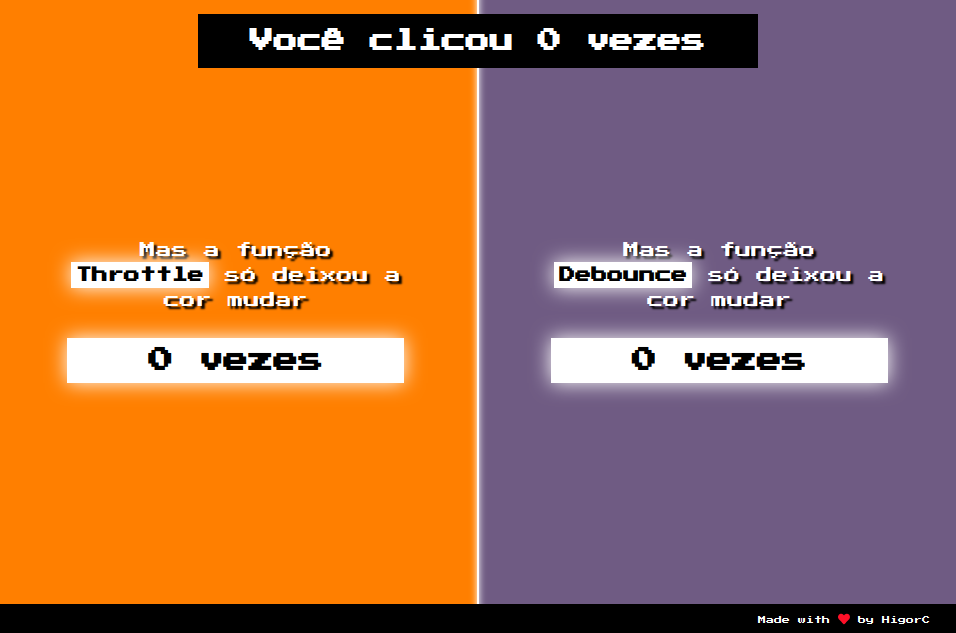 Você clicou 0 vezes
Mas a função
Throttle só deixou a
cor mudar
0 vezes
Mas a função
Debounce só deixou a
cor mudar
0 vezes
Made with ❤ by HigorC